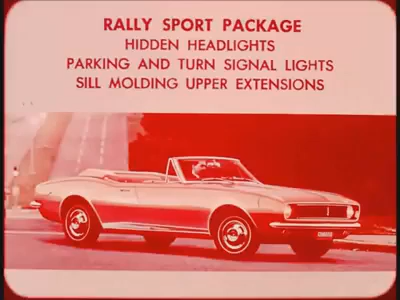 RALLY SPORT PACKAGE
HIDDEN HEADLIGHTS
PARKING AND TURN SIGNAL LIGHTS
SILL MOLDING UPPER EXTENSIONS